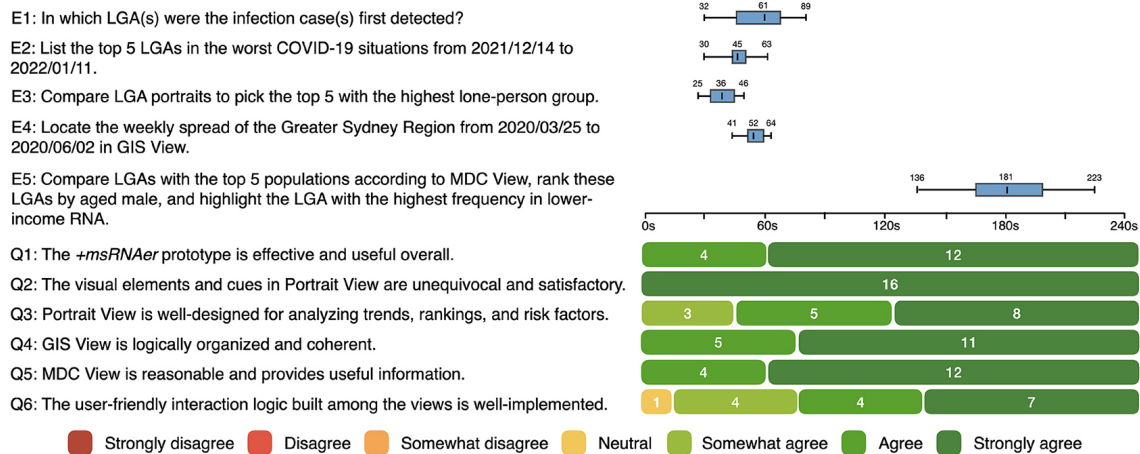 E1: In which LGA(s) were the infection case(s) first detected?
32 61 89
E2: List the top 5 LGAs in the worst COVID-19 situations from 2021/12/14 to
2022/01/11.
30 45 63
E3: Compare LGA portraits to pick the top 5 with the highest lone-person group.
25 36 46
E4: Locate the weekly spread of the Greater Sydney Region from 2020/03/25 to
2020/06/02 in GIS View.
41 52 64
E5: Compare LGAs with the top 5 populations according to MDC View, rank these
LGAs by aged male, and highlight the LGA with the highest frequency in lower-
income RNA.
136 181 223
0s 60s 120s 180s 240s
Q1: The +msRNAer prototype is effective and useful overall.
4 12
Q2: The visual elements and cues in Portrait View are unequivocal and satisfactory.
16
Q3: Portrait View is well-designed for analyzing trends, rankings, and risk factors.
3 5 8
Q4: GIS View is logically organized and coherent.
5 11
Q5: MDC View is reasonable and provides useful information.
4 12
Q6: The user-friendly interaction logic built among the views is well-implemented.
1 4 4 7
Strongly disagree Disagree Somewhat disagree Neutral Somewhat agree Agree Strongly agree